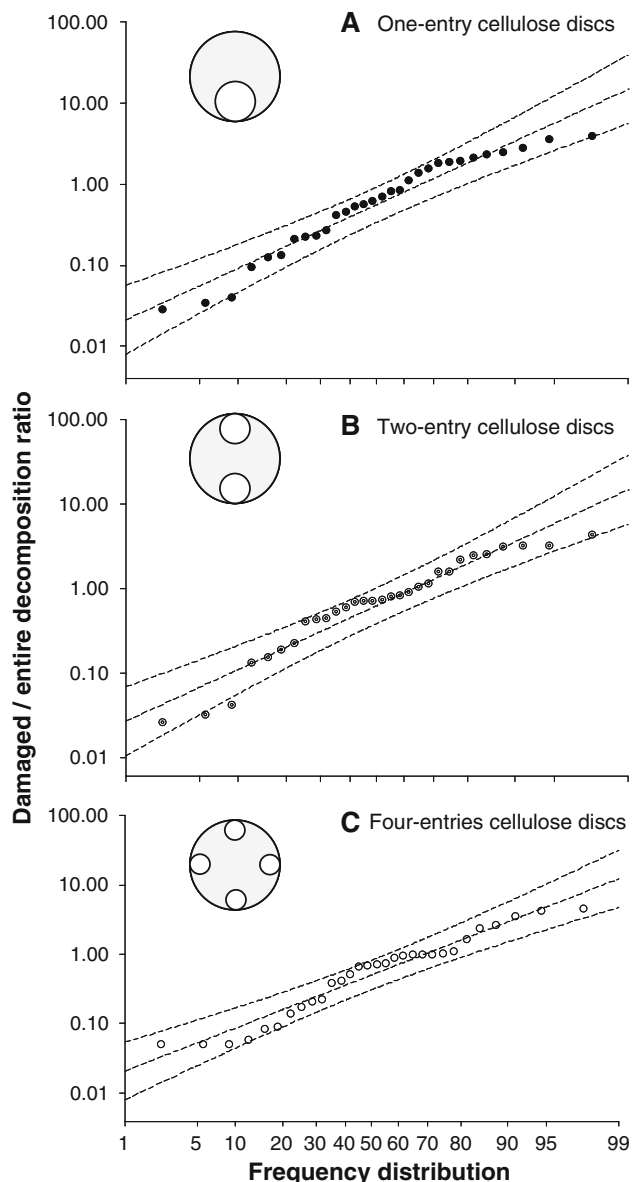 A One-entry cellulose discs
100.00
10.00
1.00
0.10
0.01
B Two-entry cellulose discs
100.00
10.00
1.00
0.10
0.01
C Four-entries cellulose discs
100.00
10.00
1.00
0.10
0.01
Damaged / entire decomposition ratio
1 5 10 20 30 40 50 60 70 80 90 95 99
Frequency distribution